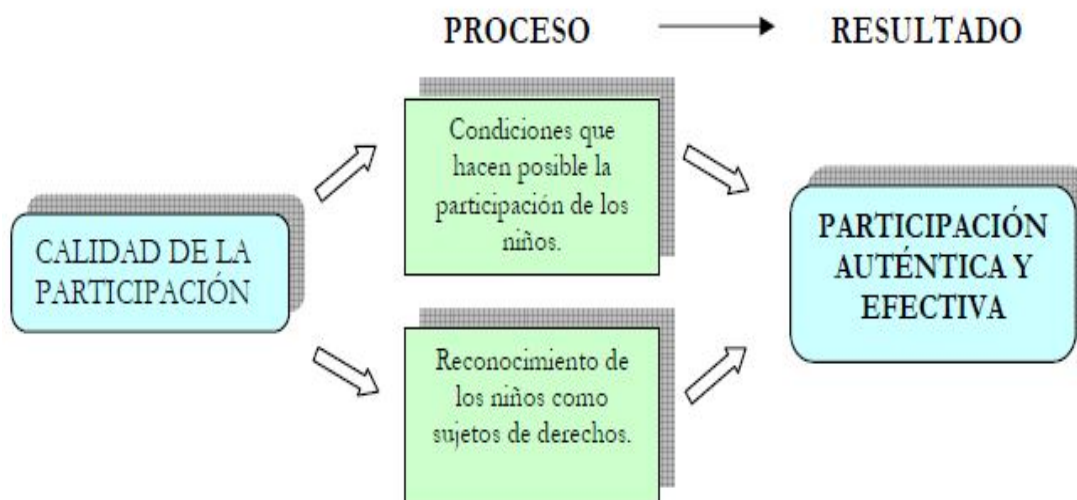 PROCESO
RESULTADO
Condiciones que
hacen posible la
participación de los
niños.
CALIDAD DE LA
PARTICIPACIÓN
PARTICIPACIÓN
AUTÉNTICA Y
EFECTIVA
Reconocimiento de
los niños como
sujetos de derechos.